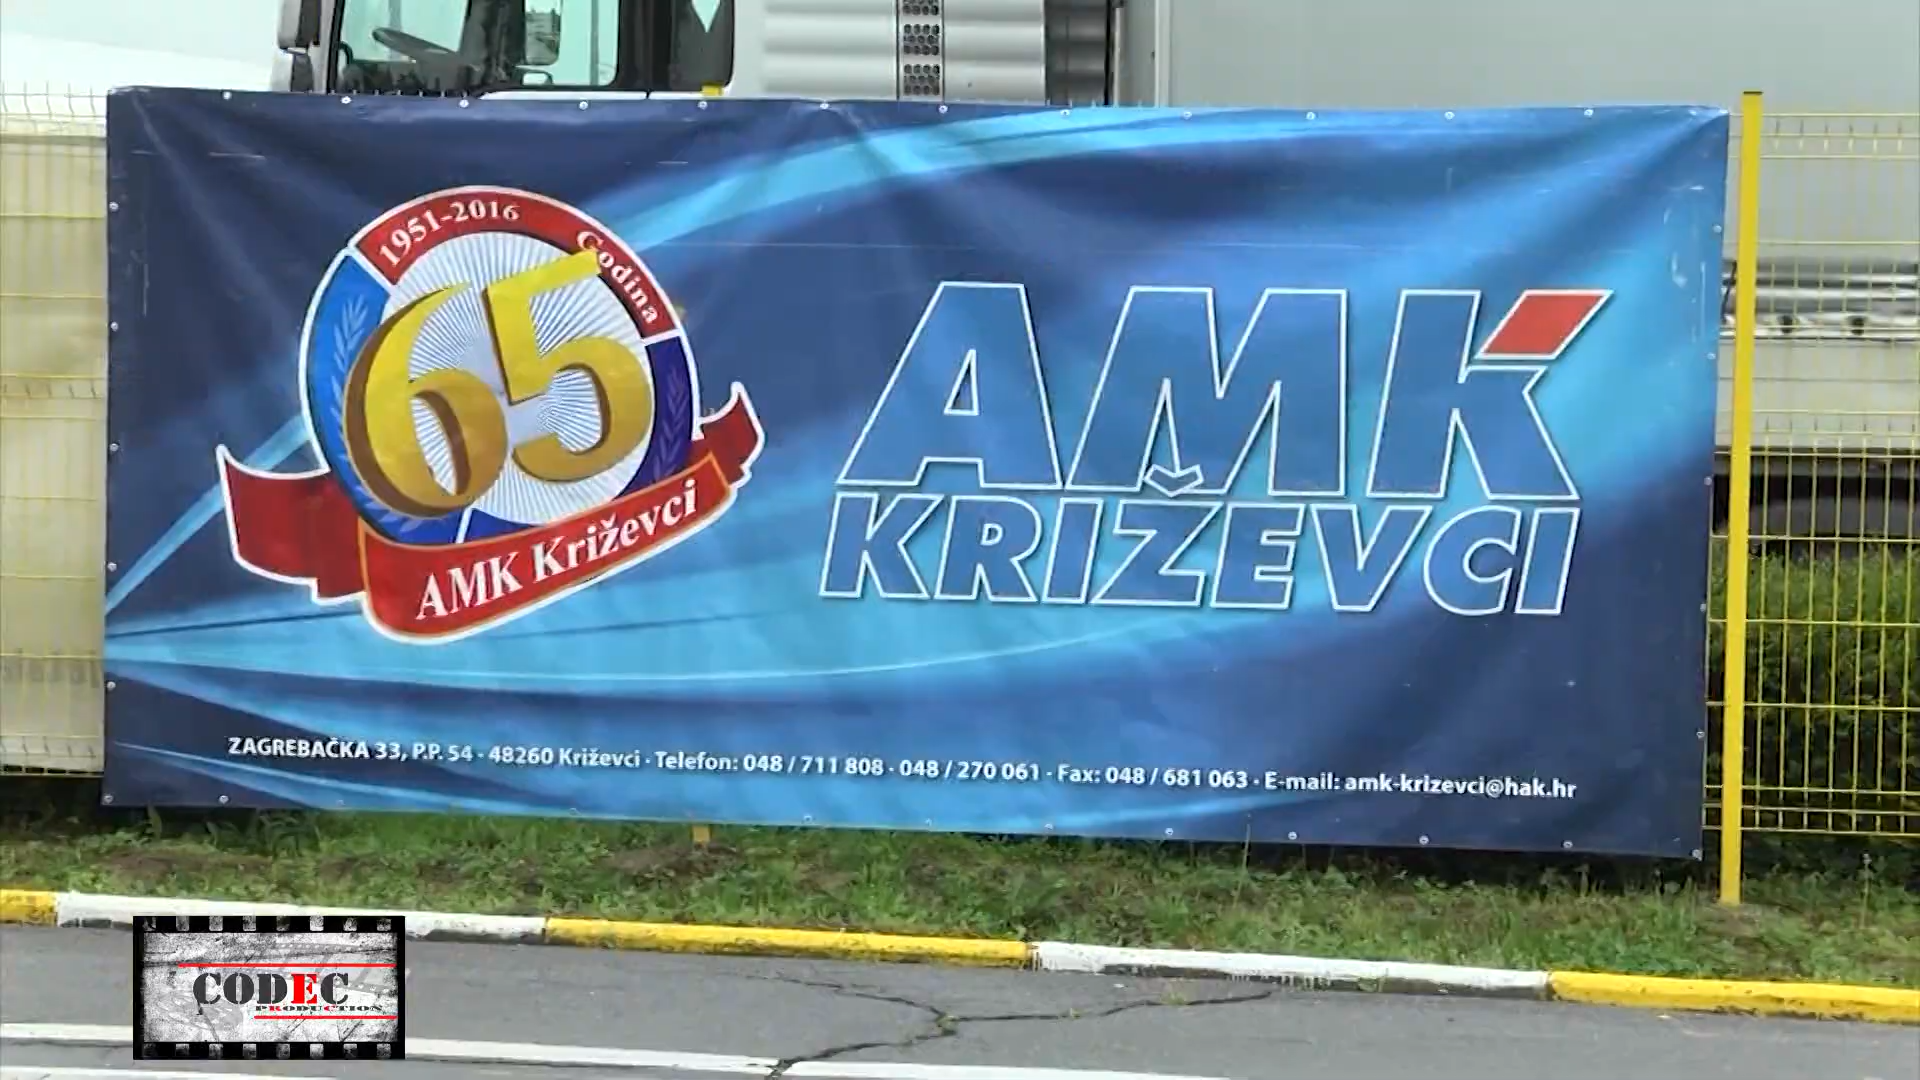 1951-2016 Godina
65
AMK Križevci
AMK
KRIŽEVCI
ZAGREBAČKA 33, P.P. 54 - 48260 Križevci · Telefon: 048 / 711 808 - 048 / 270 061 · Fax: 048 / 681 063 · E-mail: amk-krizevci@hak.hr
CODEC
PRODUCTION